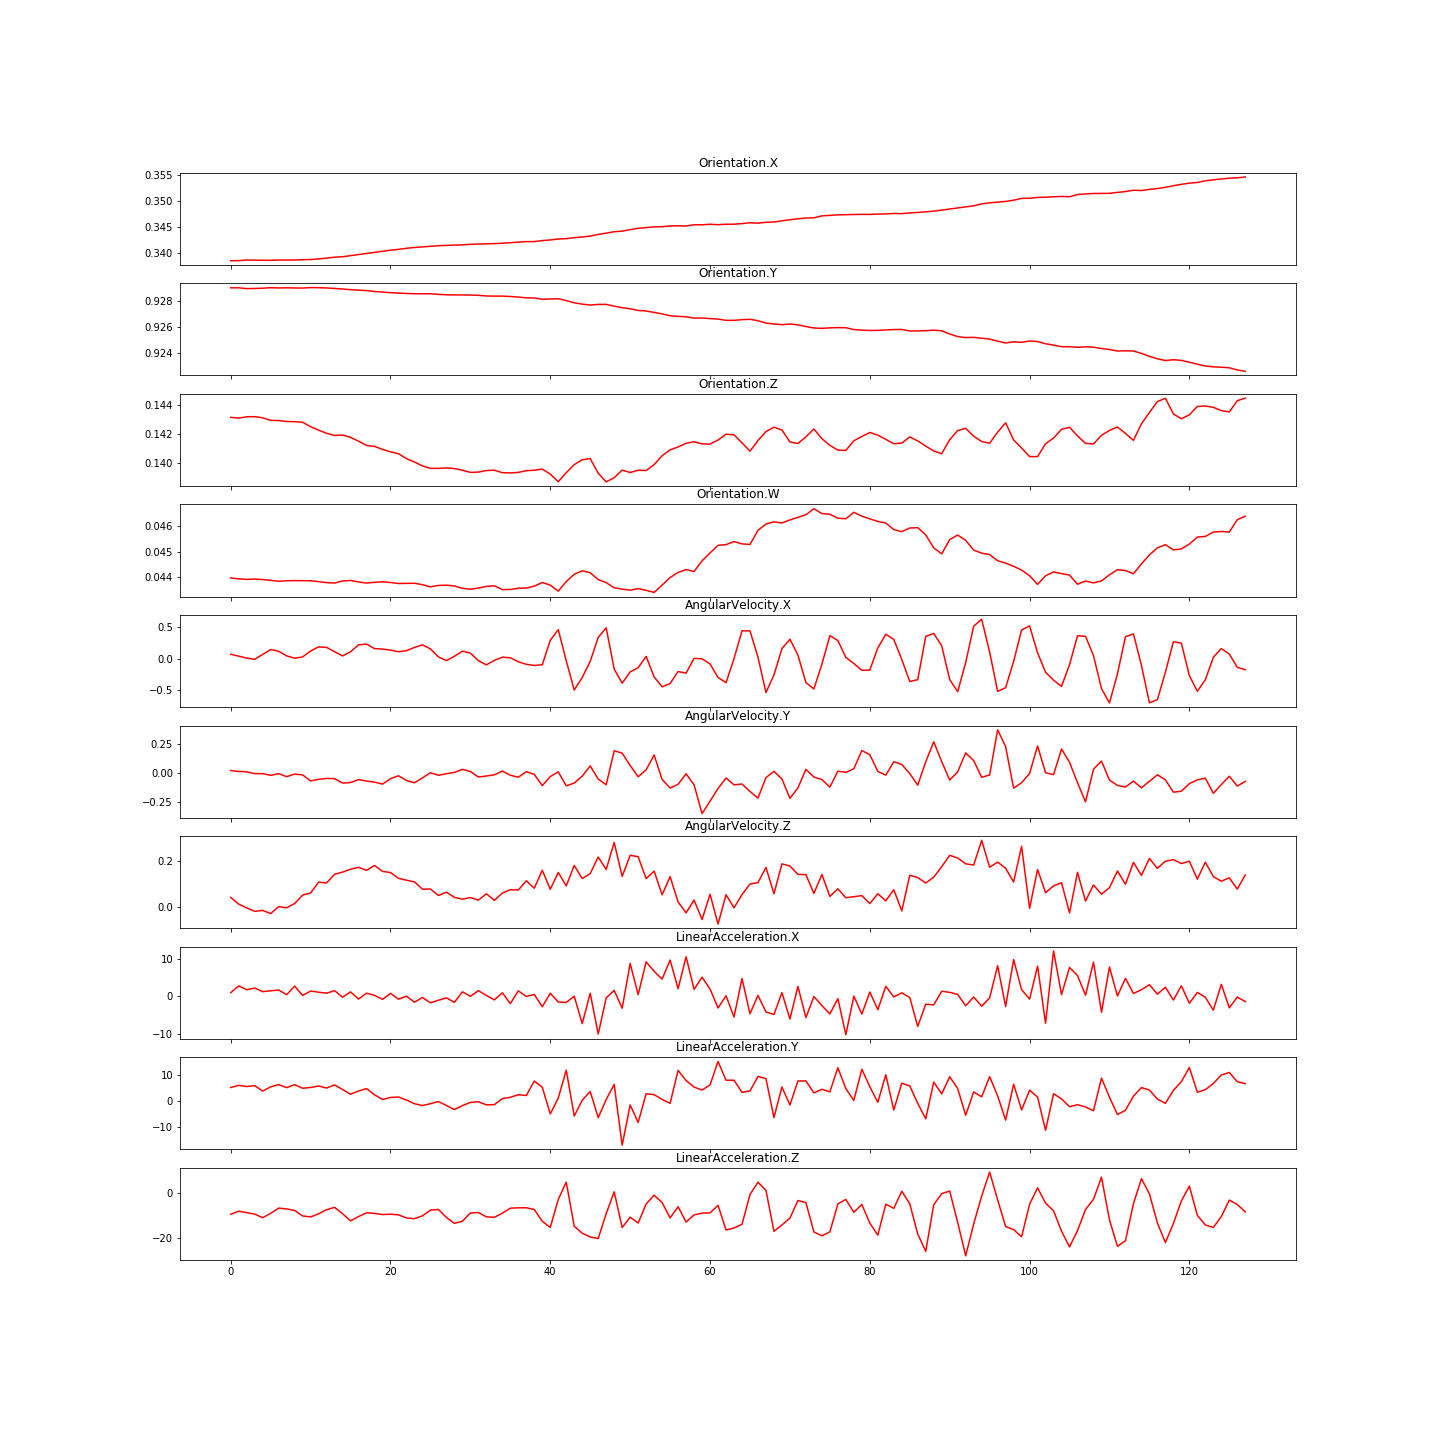 Orientation.X
0.355
0.350
0.345
0.340
Orientation.Y
0.928
0.926
0.924
Orientation.Z
0.144
0.142
0.140
Orientation.W
0.046
0.045
0.044
AngularVelocity.X
0.5
0.0
−0.5
AngularVelocity.Y
0.25
0.00
−0.25
AngularVelocity.Z
0.2
0.0
LinearAcceleration.X
10
0
−10
LinearAcceleration.Y
10
0
−10
LinearAcceleration.Z
0
−20
0 20 40 60 80 100 120